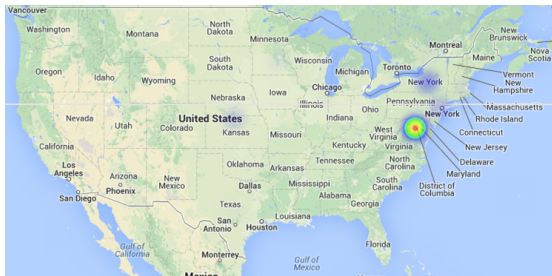 Vancouver
Washington
Montana
North
Dakota
Minnesota
Montreal
New
Brunswick
Nova
Scotia
Maine
Oregon
Idaho
Wyoming
South
Dakota
Wisconsin
Michigan
Toronto
New York
Vermont
New
Hampshire
Massachusetts
Rhode Island
Connecticut
New Jersey
Delaware
Maryland
District of
Columbia
Nebraska
Iowa
Chicago
Illinois
Indiana
Ohio
Pennsylvania
New York
Nevada
Utah
Colorado
United States
Kansas
Missouri
West
Virginia
Virginia
Kentucky
California
Los
Angeles
San Diego
Arizona
Phoenix
New
Mexico
Oklahoma
Arkansas
Tennessee
North
Carolina
South
Carolina
Dallas
Mississippi
Alabama
Georgia
Texas
Louisiana
San
Antonio
Houston
Florida
Gulf of
California
Monterrey
Gulf of
Mexico
Mexico